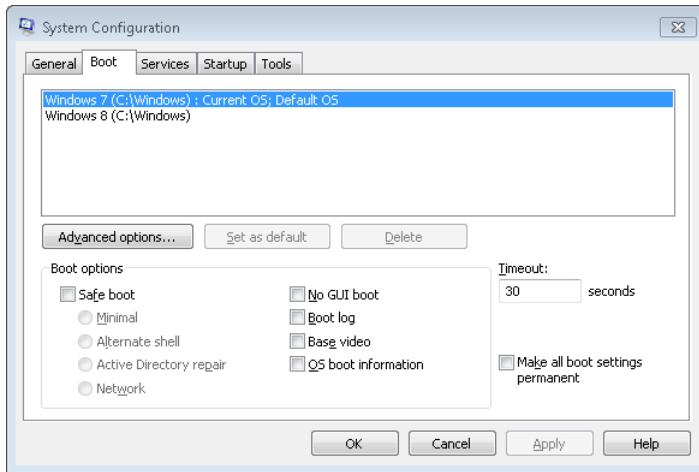 System Configuration
General Boot Services Startup Tools
Windows 7 (C:\Windows) : Current OS; Default OS
Windows 8 (C:\Windows)
Advanced options... Set as default Delete
Boot options
Timeout:
Safe boot No GUI boot 30 seconds
Minimal Boot log
Alternate shell Base video
Active Directory repair OS boot information Make all boot settings
permanent
Network
OK Cancel Apply Help